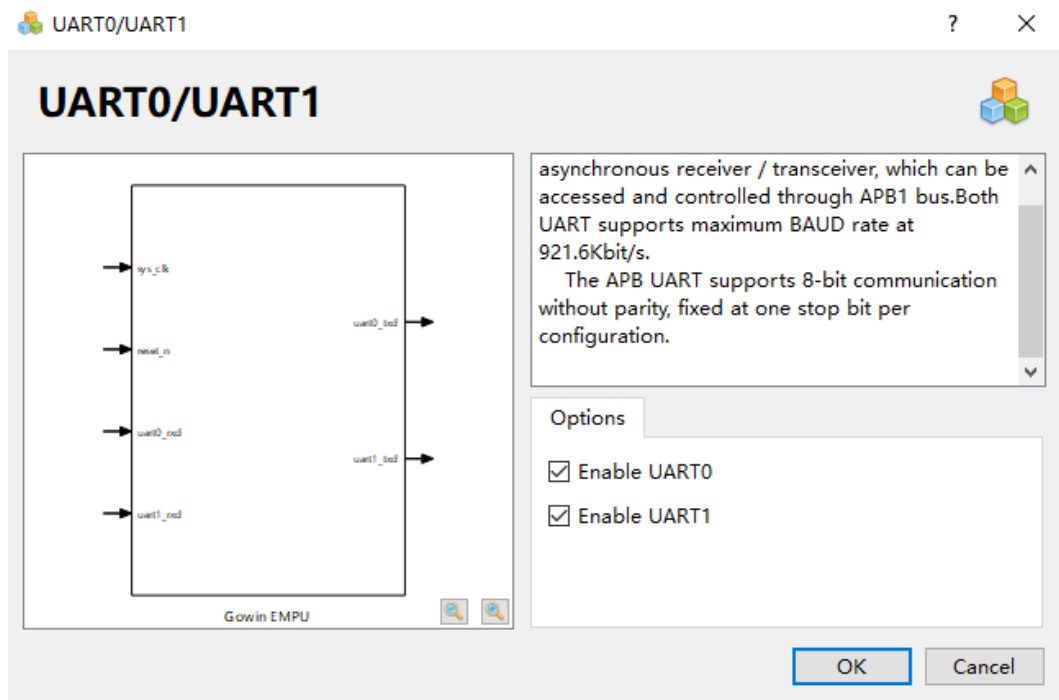 UART0/UART1
?
UART0/UART1
sys_clk
reset_n
uart0_rxd
uart1_rxd
uart0_txd
uart1_txd
Gowin EMPU
asynchronous receiver / transceiver, which can be
accessed and controlled through APB1 bus.Both
UART supports maximum BAUD rate at
921.6Kbit/s.
The APB UART supports 8-bit communication
without parity, fixed at one stop bit per
configuration.
Options
Enable UART0
Enable UART1
OK
Cancel